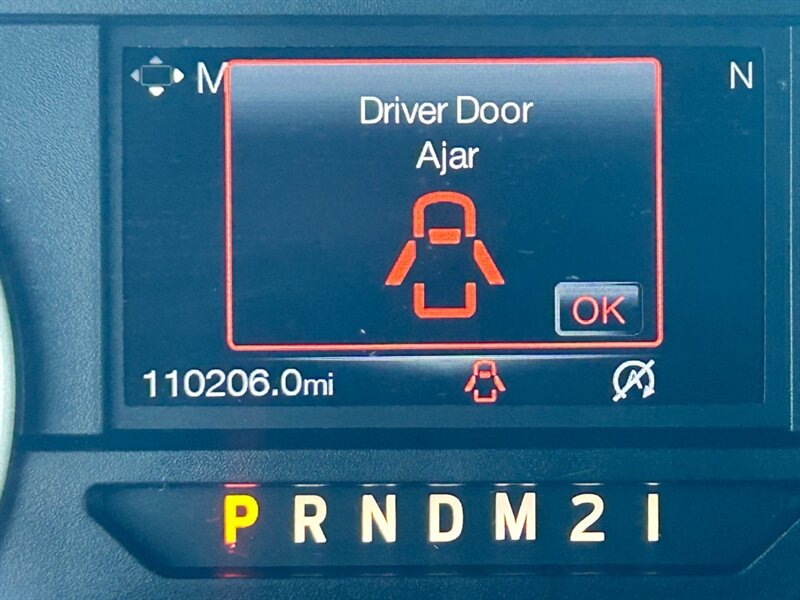 M
N
Driver Door
Ajar
OK
110206.0mi
A
P R N D M 2 1